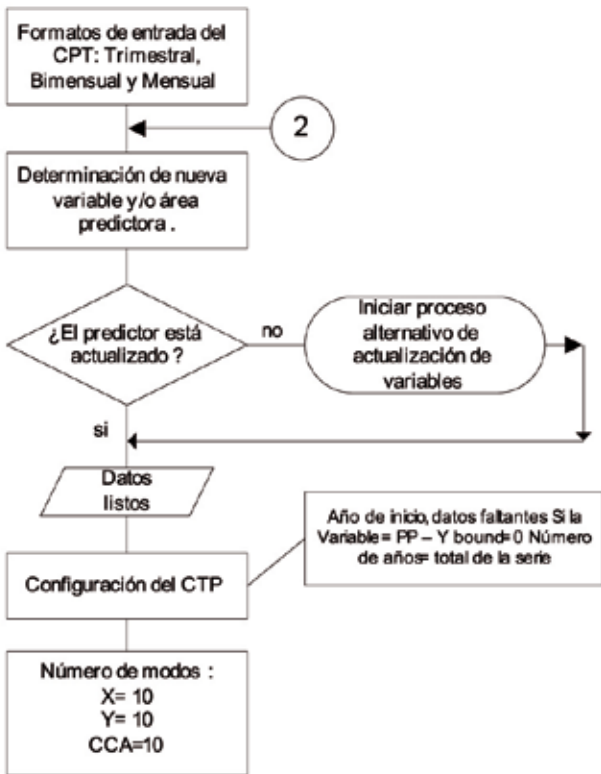 Formatos de entrada del
CPT: Trimestral,
Bimensual y Mensual
2
Determinación de nueva
variable y/o área
predictora .
¿El predictor está
actualizado ?
no
Iniciar proceso
alternativo de
actualización de
variables
si
Datos
listos
Año de inicio, datos faltantes Si la
Variable= PP – Y bound= 0 Número
de años= total de la serie
Configuración del CTP
Número de modos :
X= 10
Y= 10
CCA=10